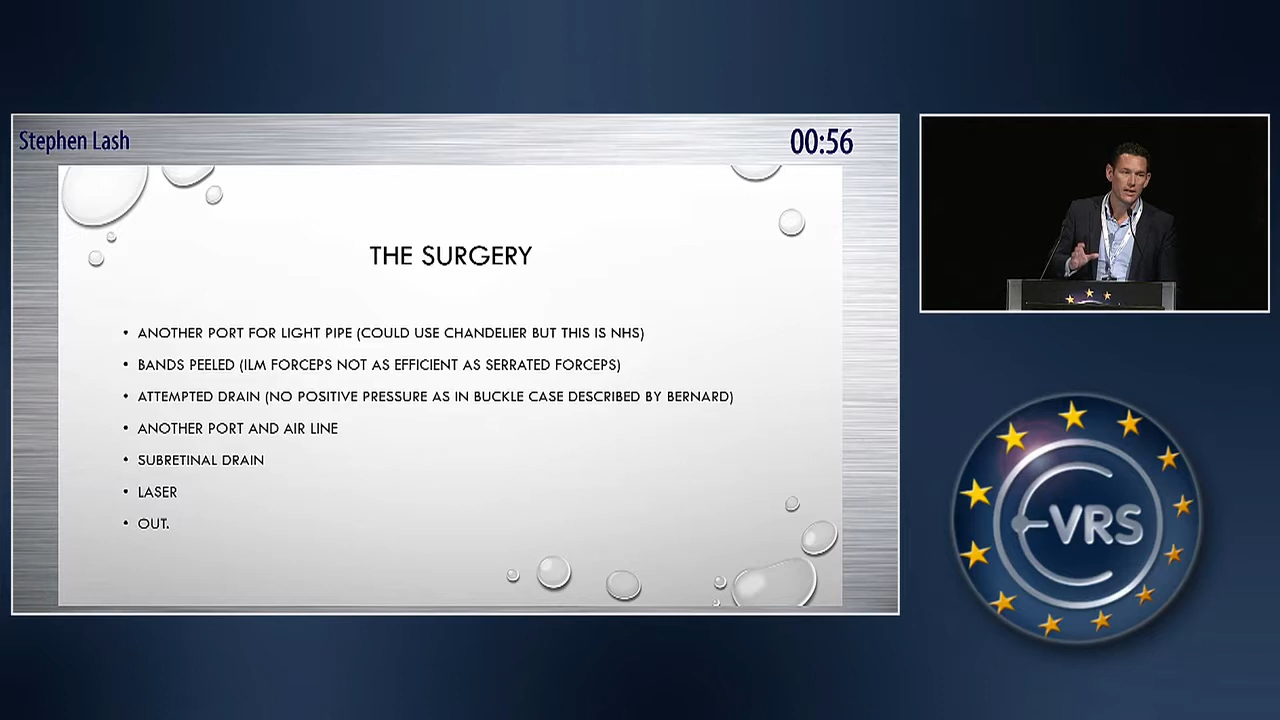 Stephen Lash
00:56
THE SURGERY
• ANOTHER PORT FOR LIGHT PIPE (COULD USE CHANDELIER BUT THIS IS NHS)
• BANDS PEELED (ILM FORCEPS NOT AS EFFICIENT AS SERRATED FORCEPS)
• ATTEMPTED DRAIN (NO POSITIVE PRESSURE AS IN BUCKLE CASE DESCRIBED BY BERNARD)
• ANOTHER PORT AND AIR LINE
• SUBRETINAL DRAIN
• LASER
• OUT.
E-VRS